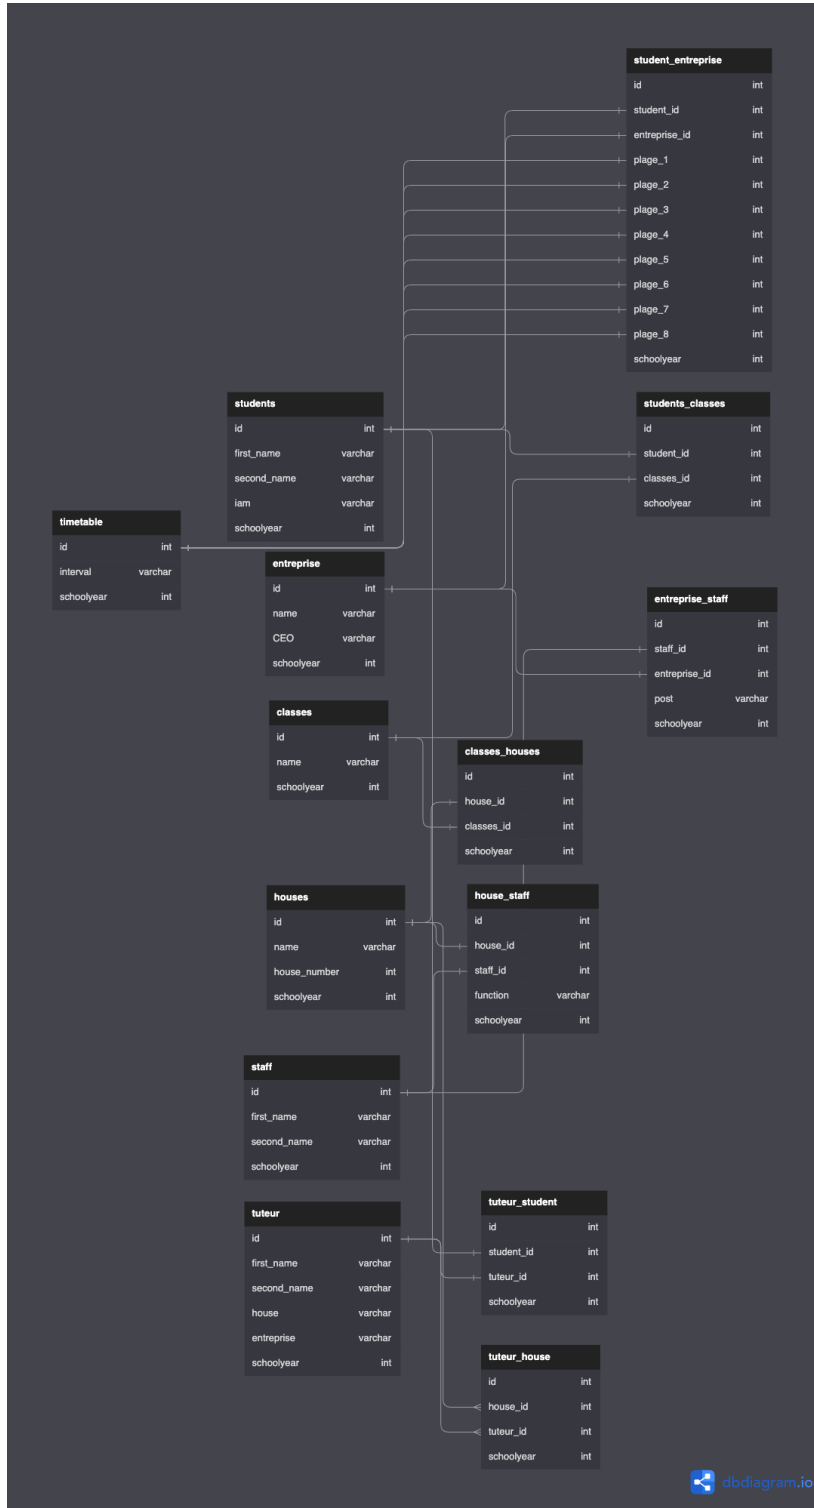 student_entreprise
id int
student_id int
entreprise_id int
plage_1 int
plage_2 int
plage_3 int
plage_4 int
plage_5 int
plage_6 int
plage_7 int
plage_8 int
schoolyear int
students
id int
first_name varchar
second_name varchar
iam varchar
schoolyear int
students_classes
id int
student_id int
classes_id int
schoolyear int
timetable
id int
interval varchar
schoolyear int
entreprise
id int
name varchar
CEO varchar
schoolyear int
entreprise_staff
id int
staff_id int
entreprise_id int
post varchar
schoolyear int
classes
id int
name varchar
schoolyear int
classes_houses
id int
house_id int
classes_id int
schoolyear int
houses
id int
name varchar
house_number int
schoolyear int
house_staff
id int
house_id int
staff_id int
function varchar
schoolyear int
staff
id int
first_name varchar
second_name varchar
schoolyear int
tuteur
id int
first_name varchar
second_name varchar
house varchar
entreprise varchar
schoolyear int
tuteur_student
id int
student_id int
tuteur_id int
schoolyear int
tuteur_house
id int
house_id int
tuteur_id int
schoolyear int
dbdiagram.io